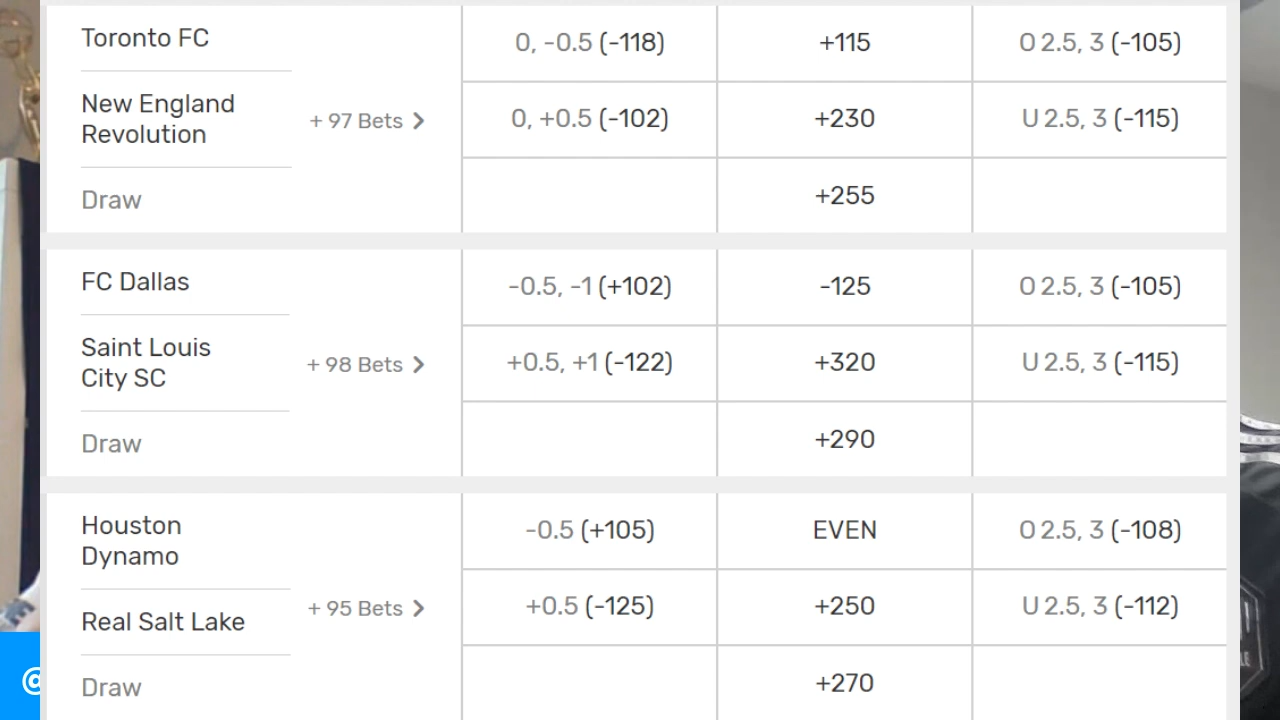 Toronto FC
0, -0.5 (-118)
+115
O 2.5, 3 (-105)
New England
Revolution
+ 97 Bets
0, +0.5 (-102)
+230
U 2.5, 3 (-115)
Draw
+255
FC Dallas
-0.5, -1 (+102)
-125
O 2.5, 3 (-105)
Saint Louis
City SC
+ 98 Bets
+0.5, +1 (-122)
+320
U 2.5, 3 (-115)
Draw
+290
Houston
Dynamo
-0.5 (+105)
EVEN
O 2.5, 3 (-108)
Real Salt Lake
+ 95 Bets
+0.5 (-125)
+250
U 2.5, 3 (-112)
Draw
+270
@